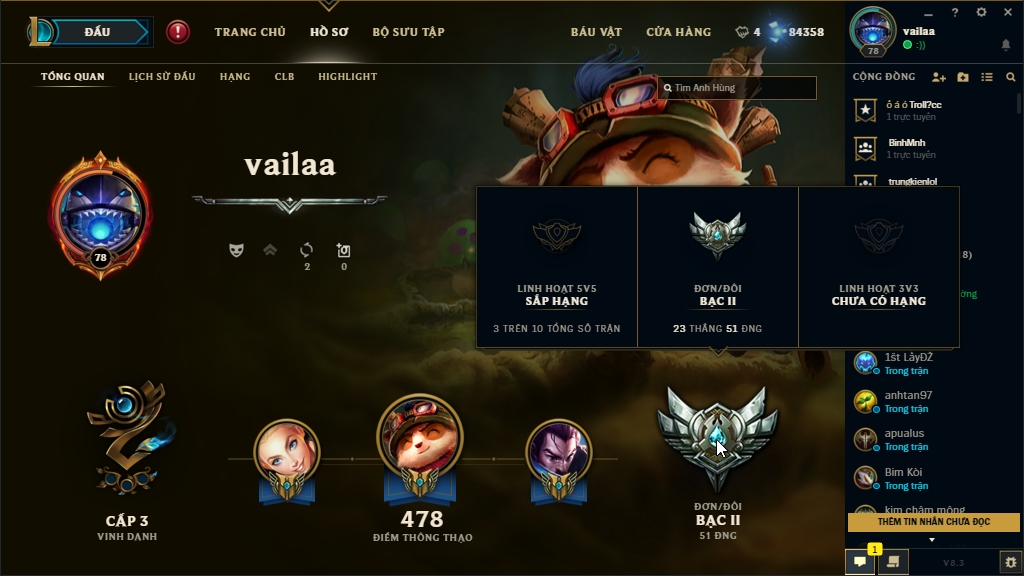 ĐẤU
TRANG CHỦ
HỒ SƠ
BỘ SƯU TẬP
BÁU VẬT
CỬA HÀNG
4
84358
78
vailaa
:))
TỔNG QUAN
LỊCH SỬ ĐẤU
HẠNG
CLB
HIGHLIGHT
Tìm Anh Hùng
CỘNG ĐỒNG
ỏ á ó Troll?cc
1 trực tuyến
BinhMnh
1 trực tuyến
trungkienlol
vailaa
78
2
0
LINH HOẠT 5V5
SẮP HẠNG
3 TRÊN 10 TỔNG SỐ TRẬN
ĐƠN/ĐÔI
BẠC II
23 THẮNG 51 ĐNG
LINH HOẠT 3V3
CHƯA CÓ HẠNG
8)
ờng
1št LảyĐŽ
Trong trận
anhtan97
Trong trận
apualus
Trong trận
Bim Kòi
Trong trận
kim châm mông
THÊM TIN NHẮN CHƯA ĐỌC
CẤP 3
VINH DANH
478
ĐIỂM THÔNG THẠO
ĐƠN/ĐÔI
BẠC II
51 ĐNG
1
V8.3